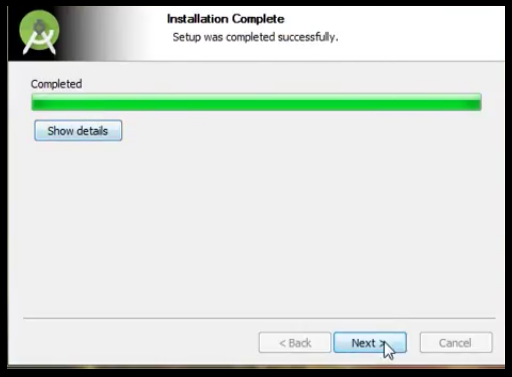 Installation Complete
Setup was completed successfully.
Completed
Show details
< Back
Next >
Cancel